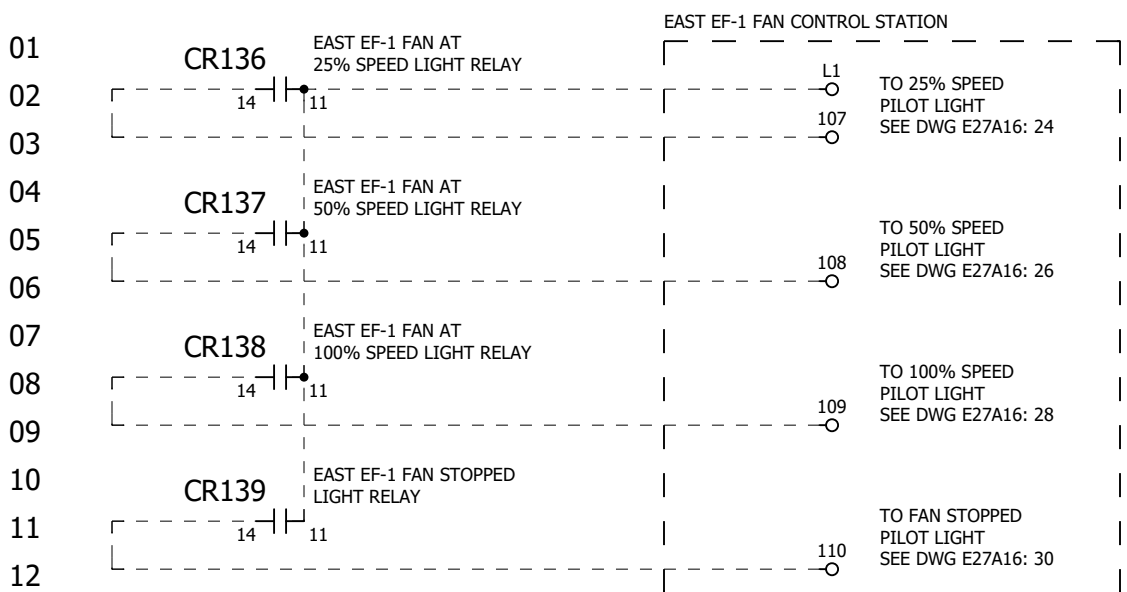 EAST EF-1 FAN CONTROL STATION
01
EAST EF-1 FAN AT
25% SPEED LIGHT RELAY
CR136
L1
TO 25% SPEED
PILOT LIGHT
SEE DWG E27A16: 24
02
14
11
107
03
04
EAST EF-1 FAN AT
50% SPEED LIGHT RELAY
CR137
TO 50% SPEED
PILOT LIGHT
SEE DWG E27A16: 26
05
14
11
108
06
07
EAST EF-1 FAN AT
100% SPEED LIGHT RELAY
CR138
TO 100% SPEED
PILOT LIGHT
SEE DWG E27A16: 28
08
14
11
109
09
10
EAST EF-1 FAN STOPPED
LIGHT RELAY
CR139
TO FAN STOPPED
PILOT LIGHT
SEE DWG E27A16: 30
11
14
11
110
12